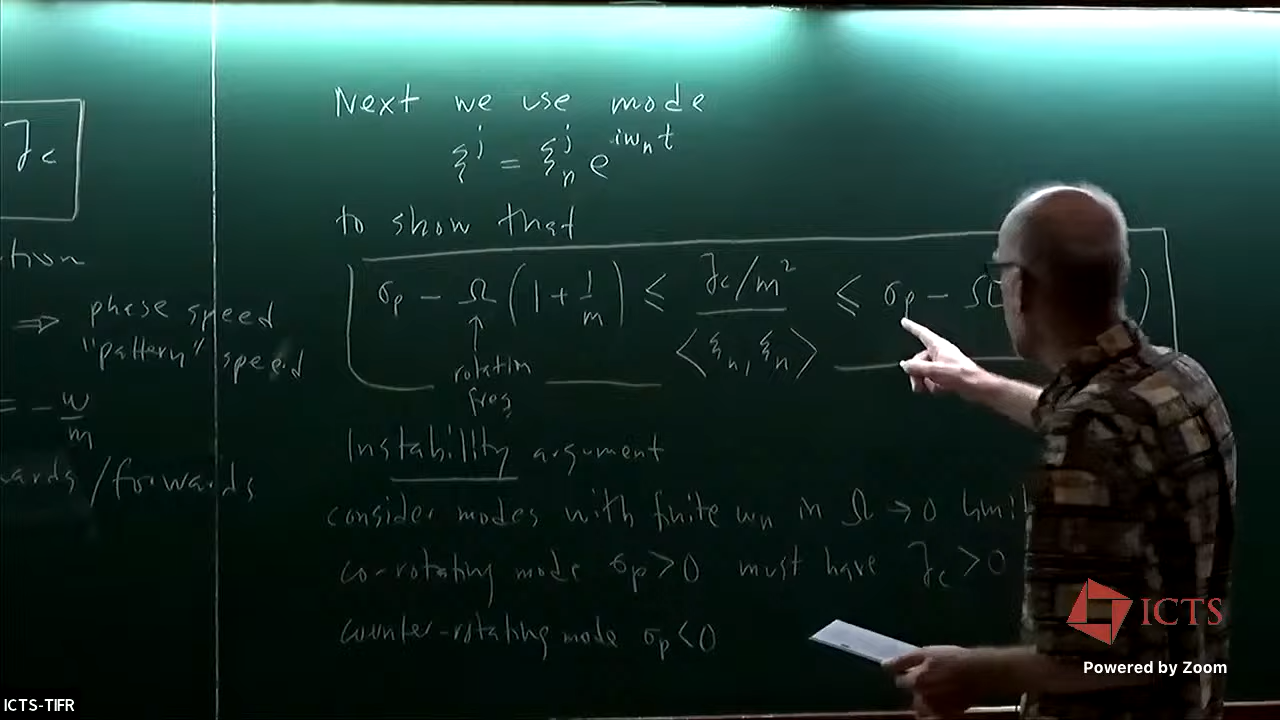 J_c
tion
⇒ phase speed
"pattern" speed
= - ω/m
wards/forwards
Next we use mode
ξ^j = ξ_n^j e^{iω_n t}
to show that
σ_p - Ω (1 + 1/m) ≤ (J_c/m²)/⟨ξ_n, ξ_n⟩ ≤ σ_p - Ω )
↑
rotation
freq
Instability argument
consider modes with finite ω_n in Ω → 0 limit
co-rotating mode σ_p > 0 must have J_c > 0
counter-rotating mode σ_p < 0
ICTS
Powered by Zoom
ICTS-TIFR